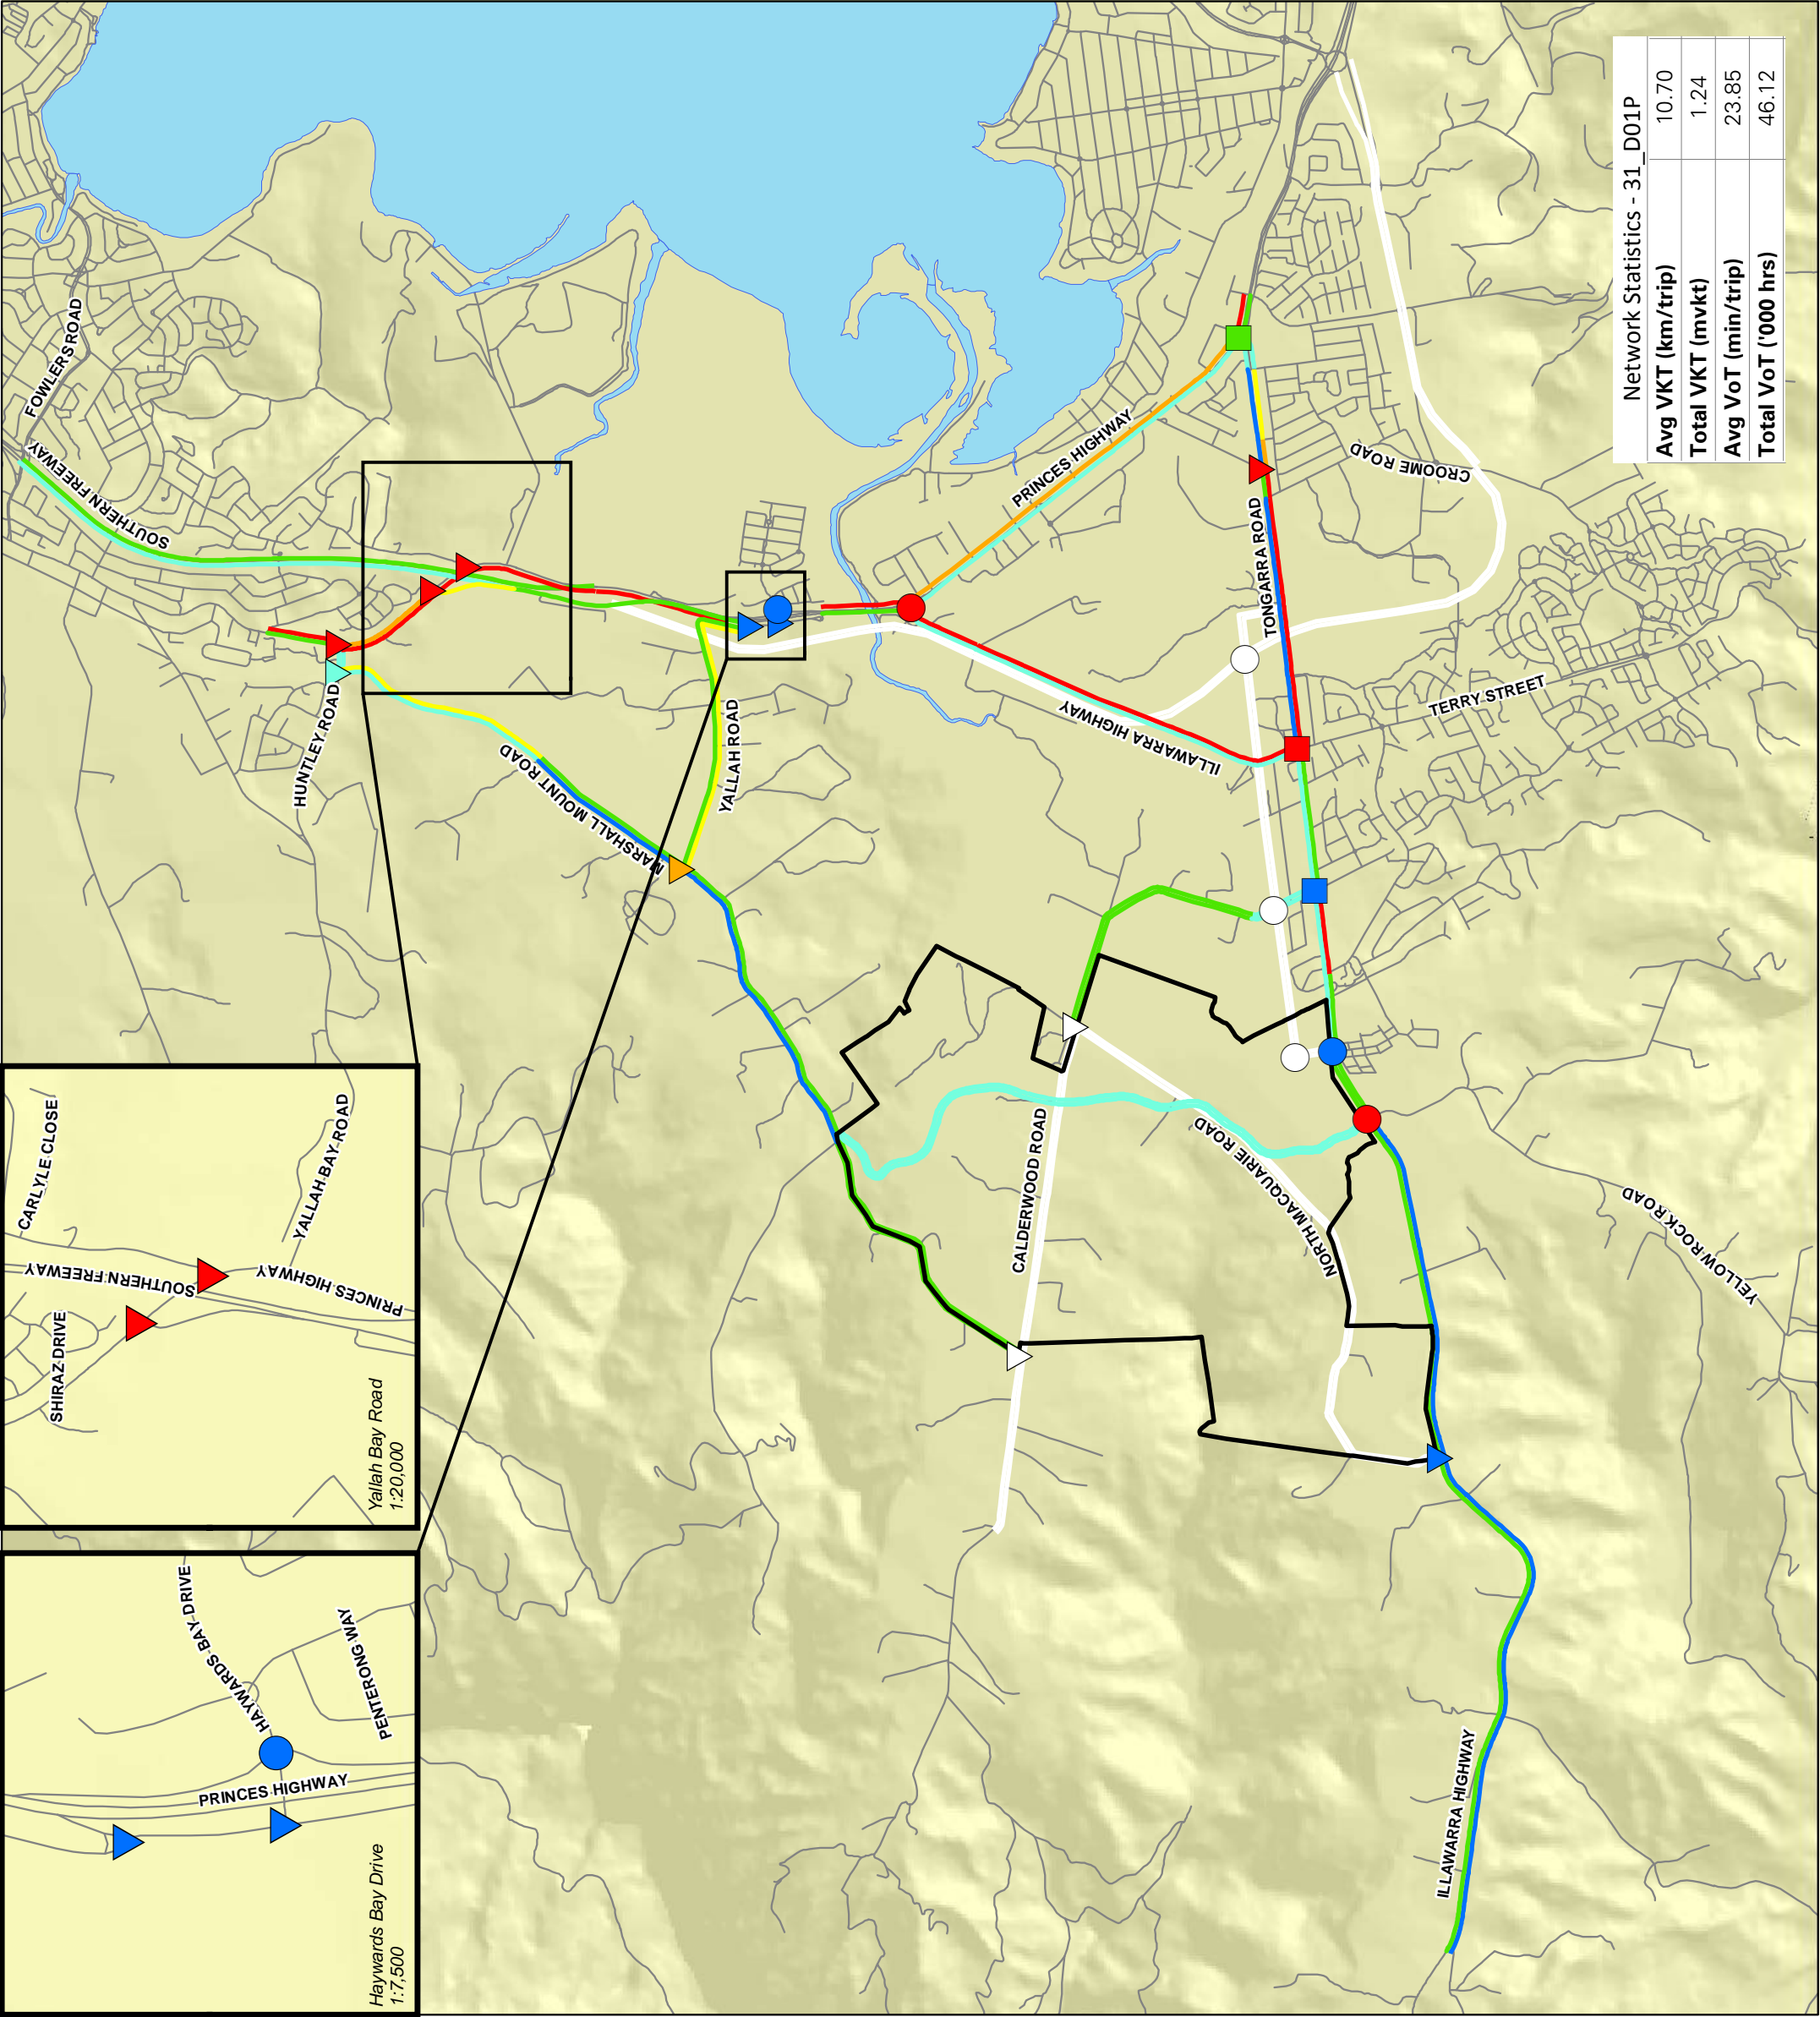 FOWLERS ROAD
SOUTHERN FREEWAY
HUNTLEY ROAD
MARSHALL MOUNT ROAD
YALLAH ROAD
PRINCES HIGHWAY
ILLAWARRA HIGHWAY
TONGARRA ROAD
CROOME ROAD
TERRY STREET
CALDERWOOD ROAD
NORTH MACQUARIE ROAD
YELLOW ROCK ROAD
ILLAWARRA HIGHWAY
Network Statistics - 31_D01P
Avg VKT (km/trip) 10.70
Total VKT (mvkt) 1.24
Avg VoT (min/trip) 23.85
Total VoT ('000 hrs) 46.12
CARLYLE CLOSE
SOUTHERN FREEWAY
SHIRAZ DRIVE
YALLAH BAY ROAD
PRINCES HIGHWAY
Yallah Bay Road
1:20,000
HAYWARDS BAY DRIVE
PENTERONG WAY
PRINCES HIGHWAY
Haywards Bay Drive
1:7,500